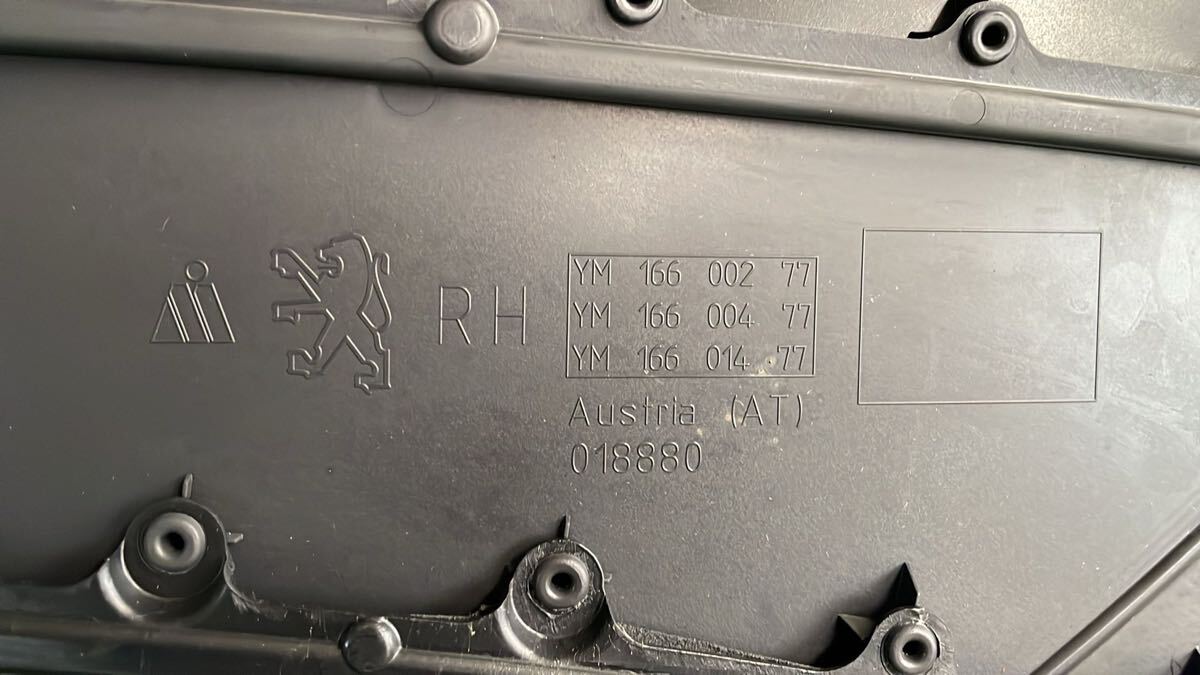 RH
YM 166 002 77
YM 166 004 77
YM 166 014 77
Austria (AT)
018880